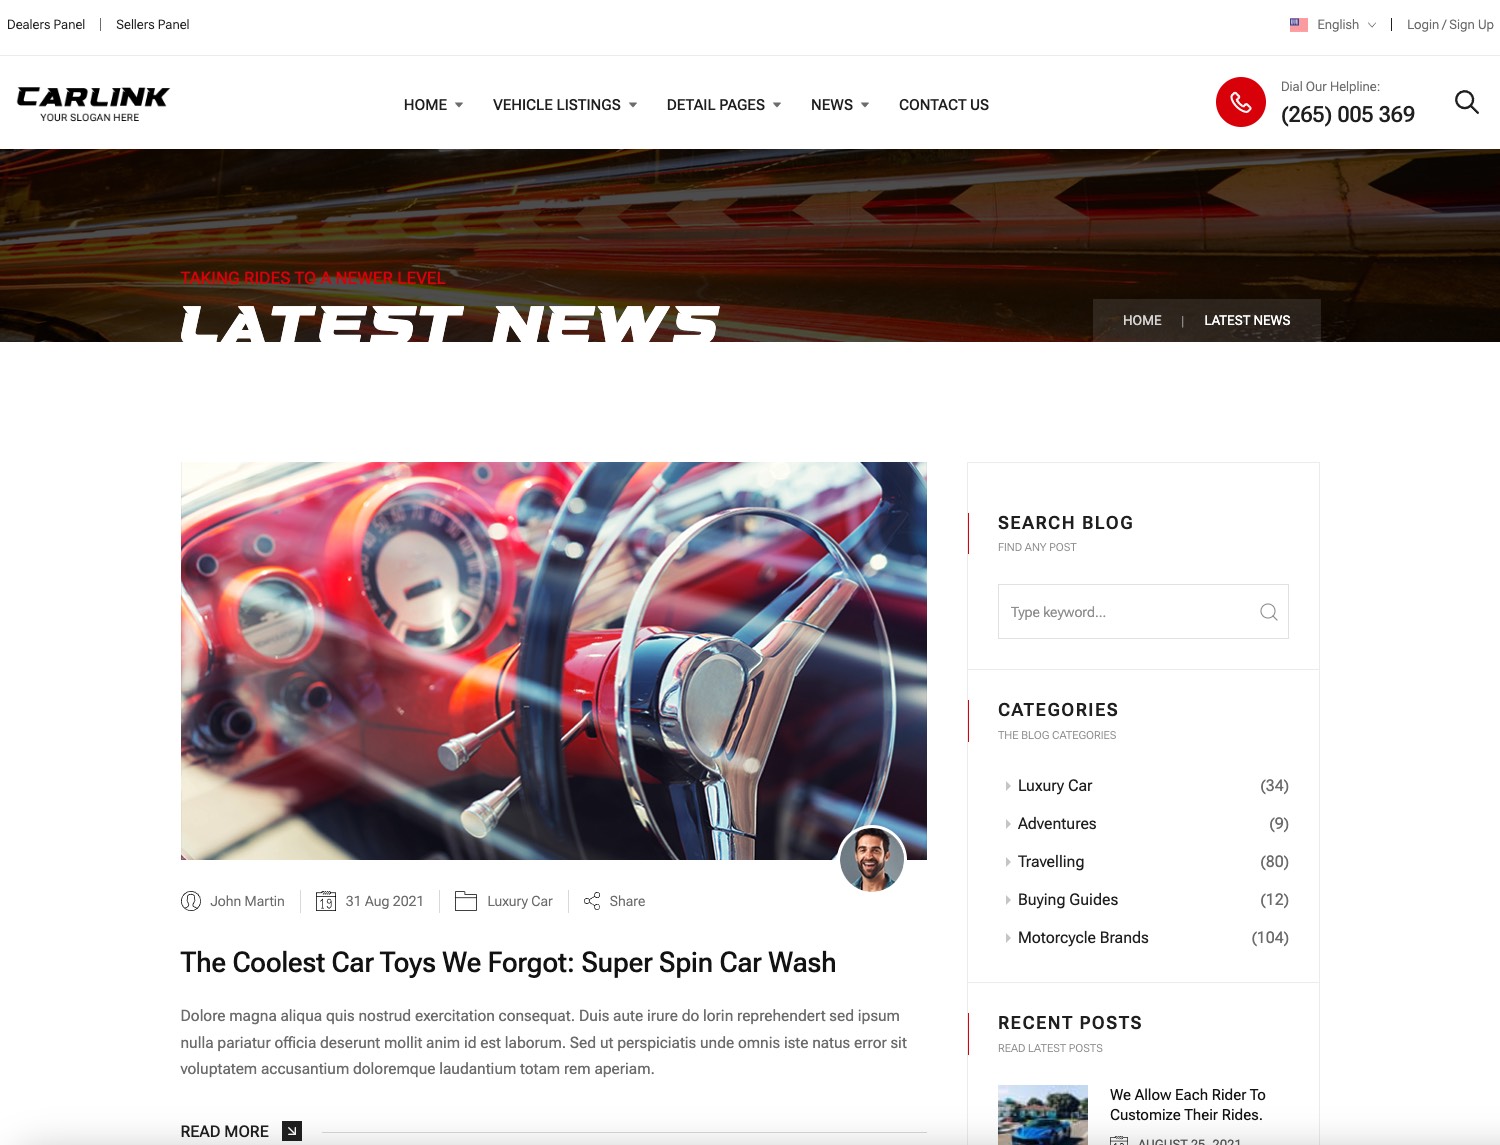 Dealers Panel | Sellers Panel
English | Login / Sign Up
CARLINK
YOUR SLOGAN HERE
HOME VEHICLE LISTINGS DETAIL PAGES NEWS CONTACT US
Dial Our Helpline:
(265) 005 369
TAKING RIDES TO A NEWER LEVEL
LATEST NEWS
HOME | LATEST NEWS
SEARCH BLOG
FIND ANY POST
Type keyword...
CATEGORIES
THE BLOG CATEGORIES
Luxury Car (34)
Adventures (9)
Travelling (80)
Buying Guides (12)
Motorcycle Brands (104)
John Martin 19 31 Aug 2021 Luxury Car Share
The Coolest Car Toys We Forgot: Super Spin Car Wash
Dolore magna aliqua quis nostrud exercitation consequat. Duis aute irure do lorin reprehendert sed ipsum
nulla pariatur officia deserunt mollit anim id est laborum. Sed ut perspiciatis unde omnis iste natus error sit
voluptatem accusantium doloremque laudantium totam rem aperiam.
READ MORE
RECENT POSTS
READ LATEST POSTS
We Allow Each Rider To
Customize Their Rides.
AUGUST 25, 2021